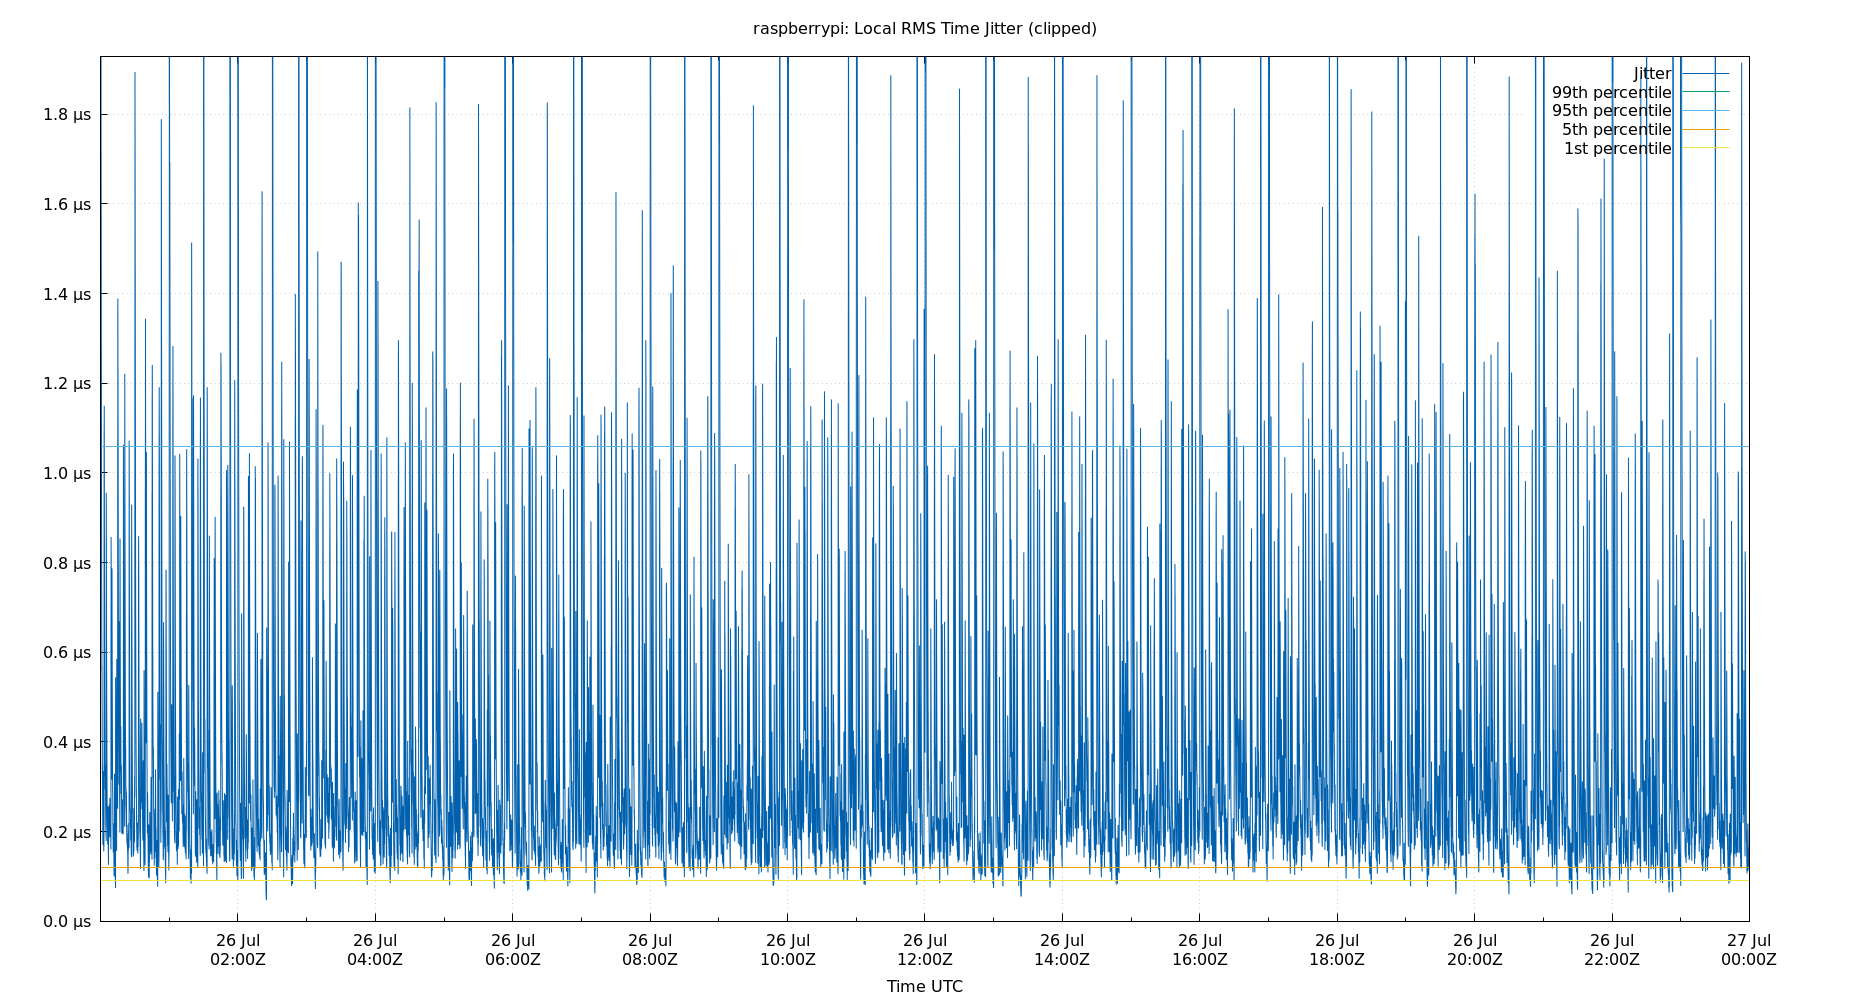 raspberrypi: Local RMS Time Jitter (clipped)
Jitter
99th percentile
95th percentile
5th percentile
1st percentile
1.8 µs
1.6 µs
1.4 µs
1.2 µs
1.0 µs
0.8 µs
0.6 µs
0.4 µs
0.2 µs
0.0 µs
26 Jul 26 Jul 26 Jul 26 Jul 26 Jul 26 Jul 26 Jul 26 Jul 26 Jul 26 Jul 26 Jul 27 Jul
02:00Z 04:00Z 06:00Z 08:00Z 10:00Z 12:00Z 14:00Z 16:00Z 18:00Z 20:00Z 22:00Z 00:00Z
Time UTC